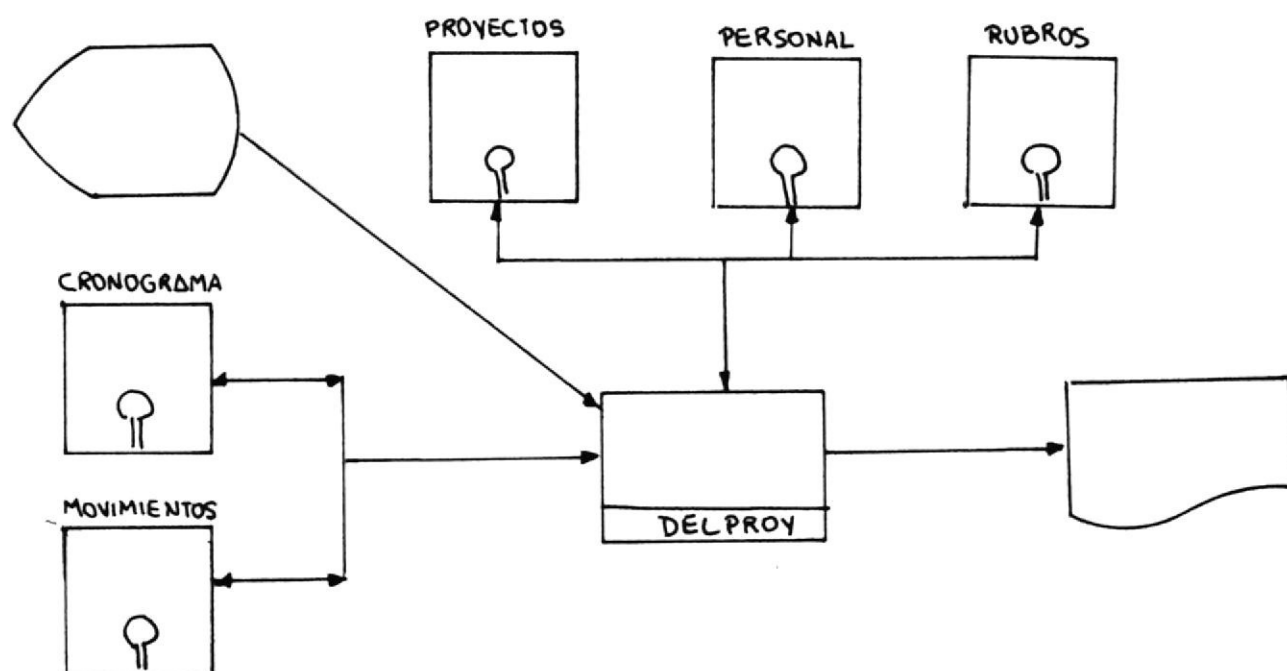 PROYECTOS
PERSONAL
RUBROS
CRONOGRAMA
MOVIMIENTOS
DELPROY